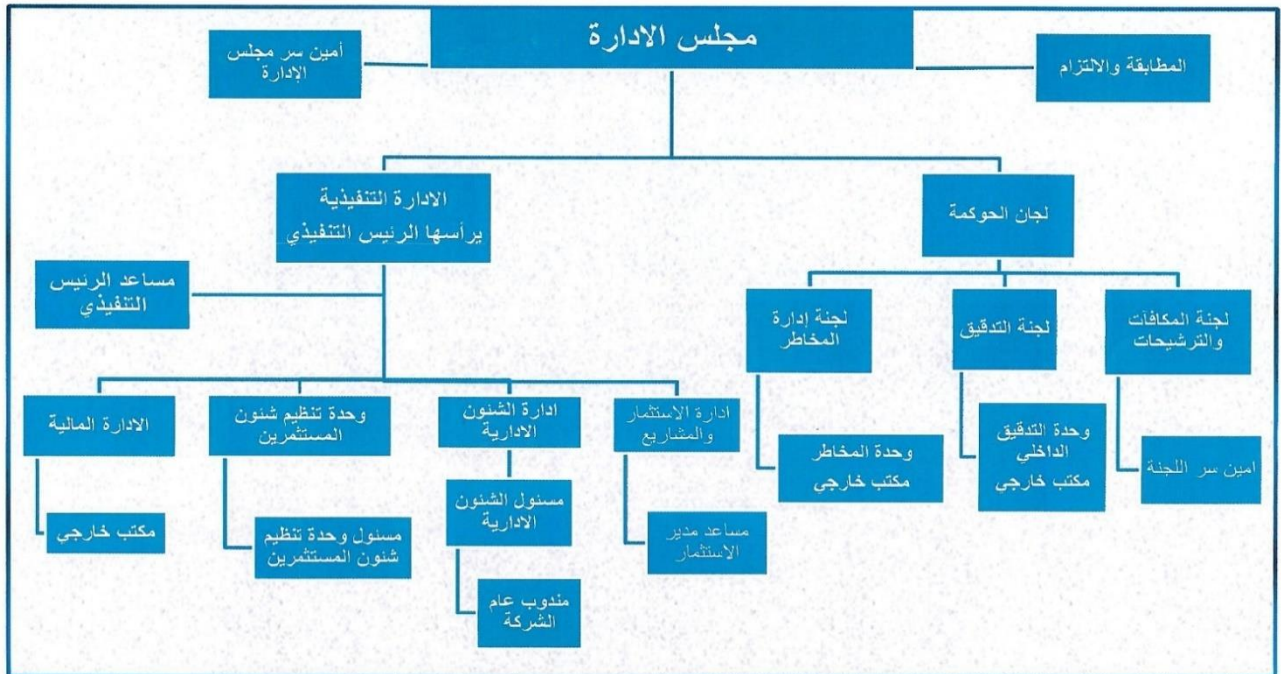 مجلس الادارة
المطابقة والالتزام
أمين سر مجلس
الإدارة
لجان الحوكمة
الادارة التنفيذية
يرأسها الرئيس التنفيذي
مساعد الرئيس
التنفيذي
لجنة المكافآت
والترشيحات
لجنة التدقيق
لجنة إدارة
المخاطر
امين سر اللجنة
وحدة التدقيق
الداخلي
مكتب خارجي
وحدة المخاطر
مكتب خارجي
ادارة الاستثمار
والمشاريع
ادارة الشئون
الادارية
وحدة تنظيم شئون
المستثمرين
الادارة المالية
مساعد مدير
الاستثمار
مسئول الشئون
الادارية
مندوب عام
الشركة
مسئول وحدة تنظيم
شئون المستثمرين
مكتب خارجي